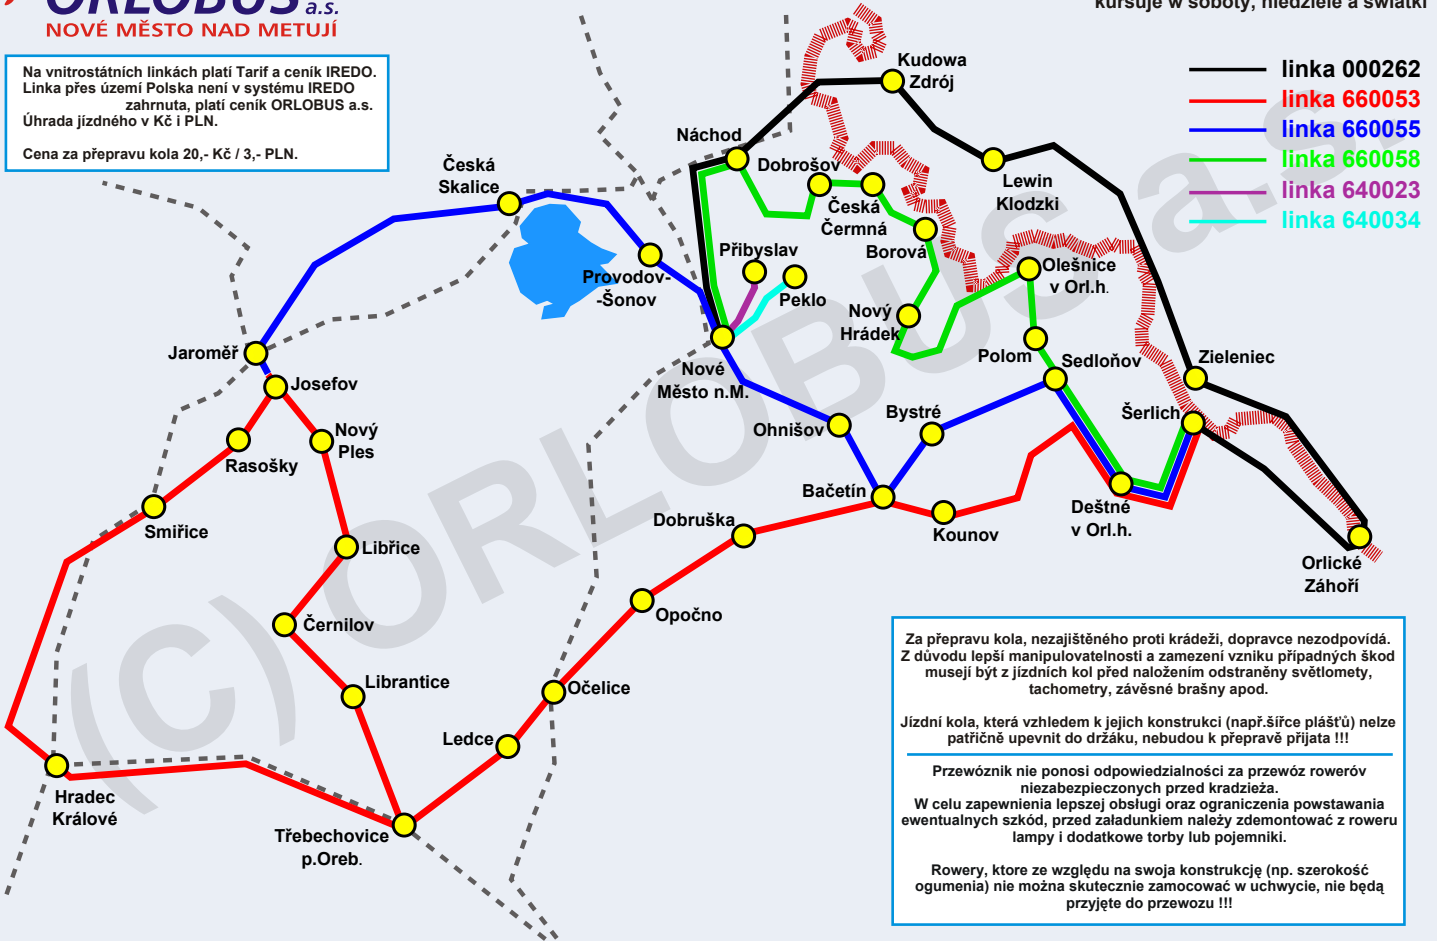 ORLOBUS a.s.
NOVÉ MĚSTO NAD METUJÍ
kursuje w soboty, niedziele a swiatki
Na vnitrostátních linkách platí Tarif a ceník IREDO.
Linka přes území Polska není v systému IREDO
zahrnuta, platí ceník ORLOBUS a.s.
Úhrada jízdného v Kč i PLN.
Cena za přepravu kola 20,- Kč / 3,- PLN.
linka 000262
linka 660053
linka 660055
linka 660058
linka 640023
linka 640034
Kudowa
Zdrój
Náchod
Dobrošov
Česká
Skalice
Lewin
Klodzki
Česká
Čermná
Borová
Přibyslav
Provodov-
-Šonov
Peklo
Olešnice
v Orl.h.
Nový
Hrádek
Jaroměř
Polom
Sedloňov
Zieleniec
Nové
Město n.M.
Josefov
Bystré
Šerlich
Nový
Ples
Ohnišov
Rasošky
Bačetín
Deštné
v Orl.h.
Smiřice
Dobruška
Kounov
Libřice
Orlické
Záhoří
Opočno
Černilov
Librantice
Očelice
Ledce
Hradec
Králové
Třebechovice
p.Oreb.
Za přepravu kola, nezajištěného proti krádeži, dopravce nezodpovídá.
Z důvodu lepší manipulovatelnosti a zamezení vzniku případných škod
musejí být z jízdních kol před naložením odstraněny světlomety,
tachometry, závěsné brašny apod.
Jízdní kola, která vzhledem k jejich konstrukci (např.šířce plášťů) nelze
patřičně upevnit do držáku, nebudou k přepravě přijata !!!
Przewóznik nie ponosi odpowiedzialności za przewóz roweróv
niezabezpieczonych przed kradzieża.
W celu zapewnienia lepszej obsługi oraz ograniczenia powstawania
ewentualnych szkód, przed załadunkiem należy zdemontować z roweru
lampy i dodatkowe torby lub pojemniki.
Rowery, ktore ze względu na swoja konstrukcję (np. szerokość
ogumenia) nie można skutecznie zamocować w uchwycie, nie będą
przyjęte do przewozu !!!
(C) ORLOBUS a.s.